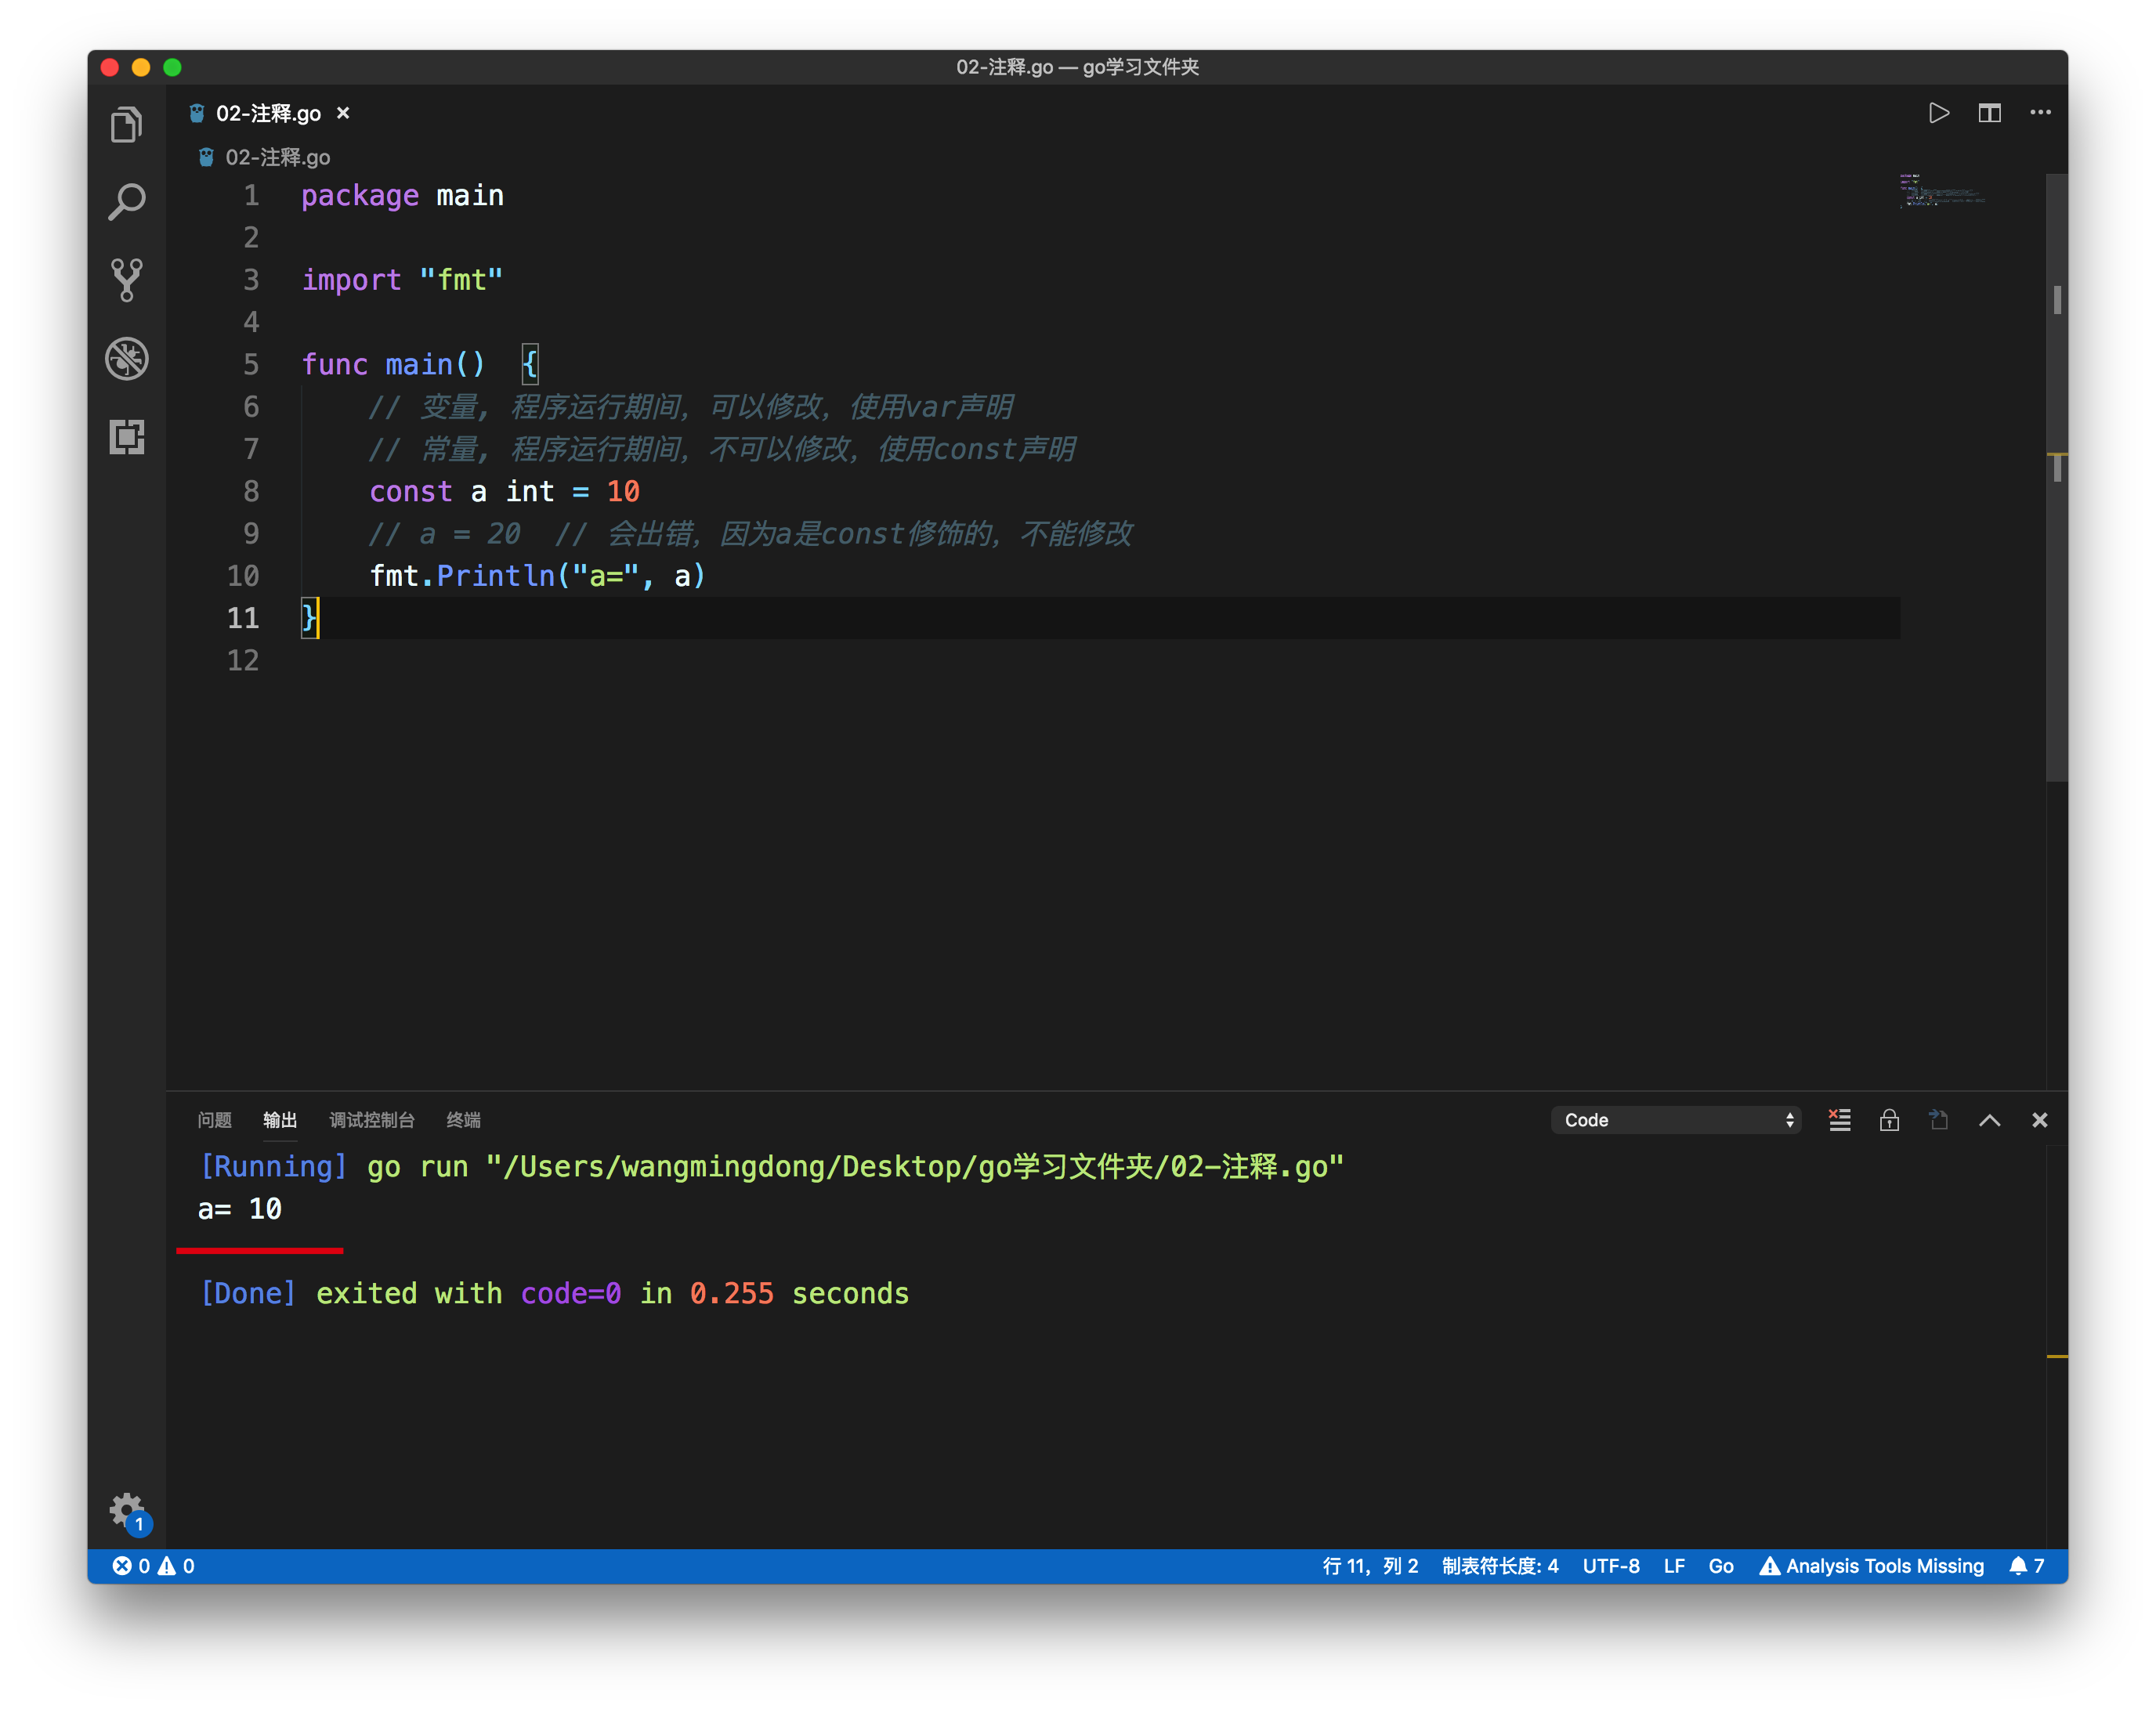 02-注释.go — go学习文件夹
02-注释.go
02-注释.go
1 package main
2
3 import "fmt"
4
5 func main()  {
6 // 变量, 程序运行期间, 可以修改, 使用var声明
7 // 常量, 程序运行期间, 不可以修改, 使用const声明
8 const a int = 10
9 // a = 20  // 会出错, 因为a是const修饰的, 不能修改
10 fmt.Println("a=", a)
11 }
12
问题 输出 调试控制台 终端 Code
[Running] go run "/Users/wangmingdong/Desktop/go学习文件夹/02-注释.go"
a= 10
[Done] exited with code=0 in 0.255 seconds
1
0 0 行 11, 列 2 制表符长度: 4 UTF-8 LF Go Analysis Tools Missing 7